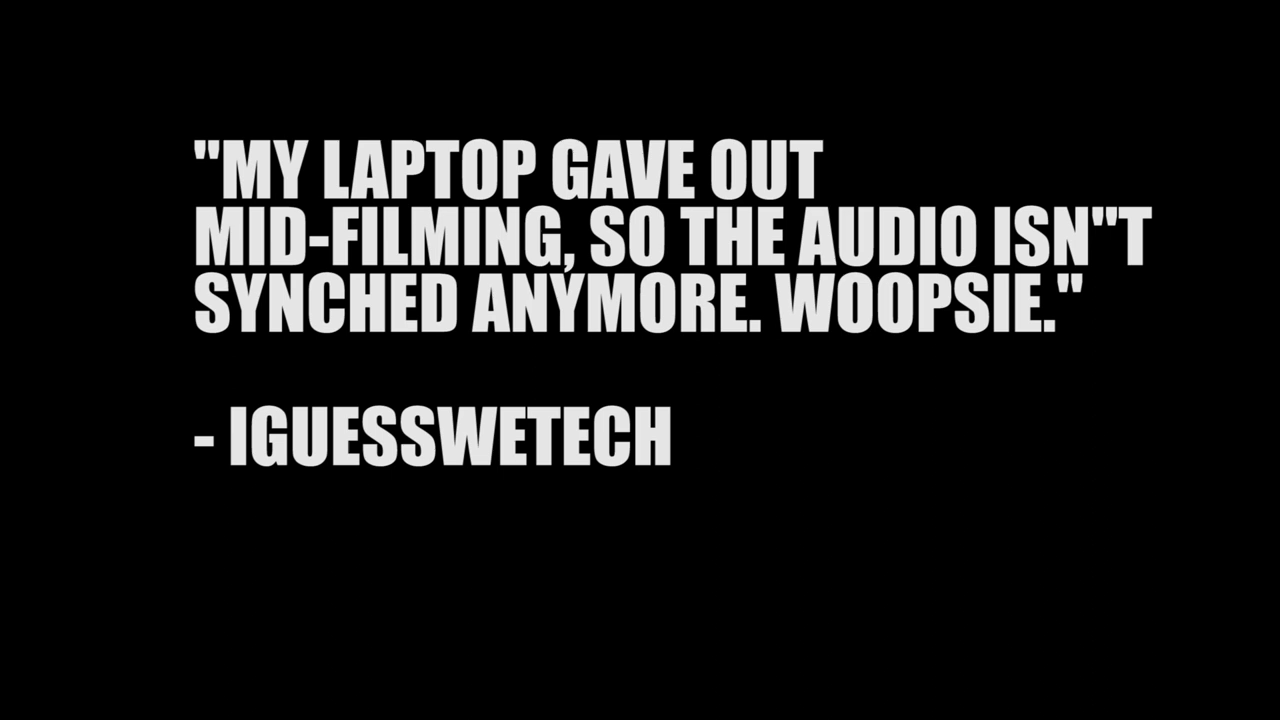 "MY LAPTOP GAVE OUT
MID-FILMING, SO THE AUDIO ISN"T
SYNCHED ANYMORE. WOOPSIE."
- IGUESSWETECH